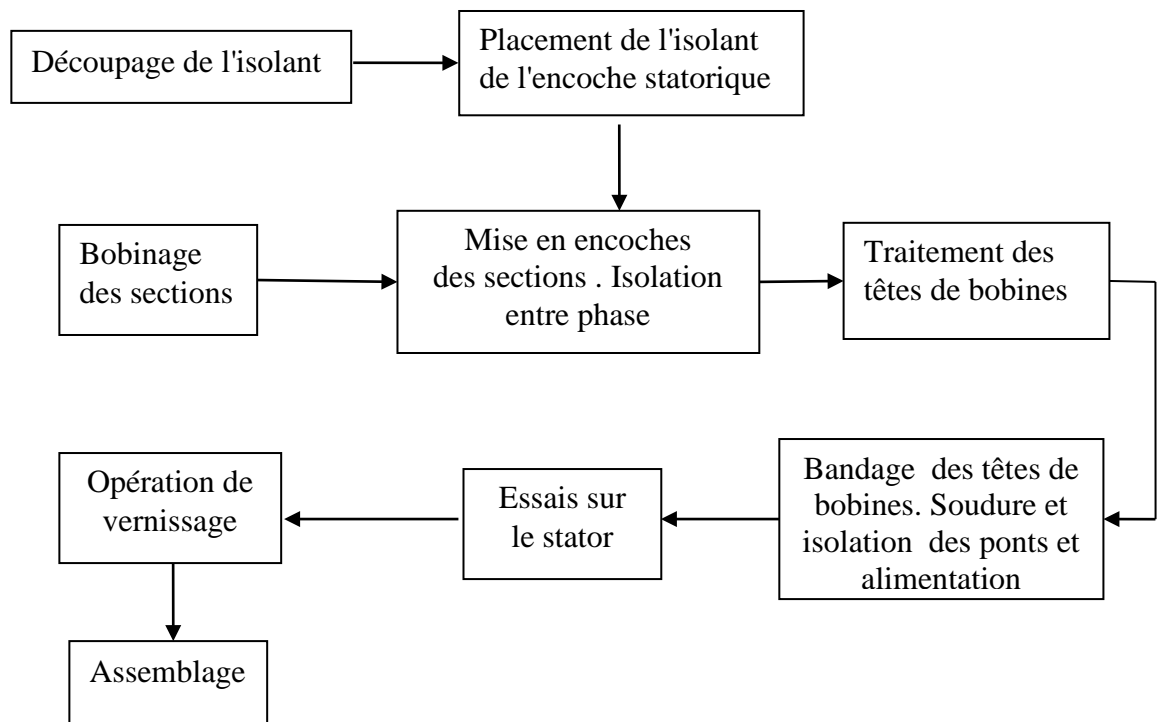 Découpage de l'isolant
Placement de l'isolant
de l'encoche statorique
Bobinage
des sections
Mise en encoches
des sections . Isolation
entre phase
Traitement des
têtes de bobines
Bandage des têtes de
bobines. Soudure et
isolation des ponts et
alimentation
Essais sur
le stator
Opération de
vernissage
Assemblage